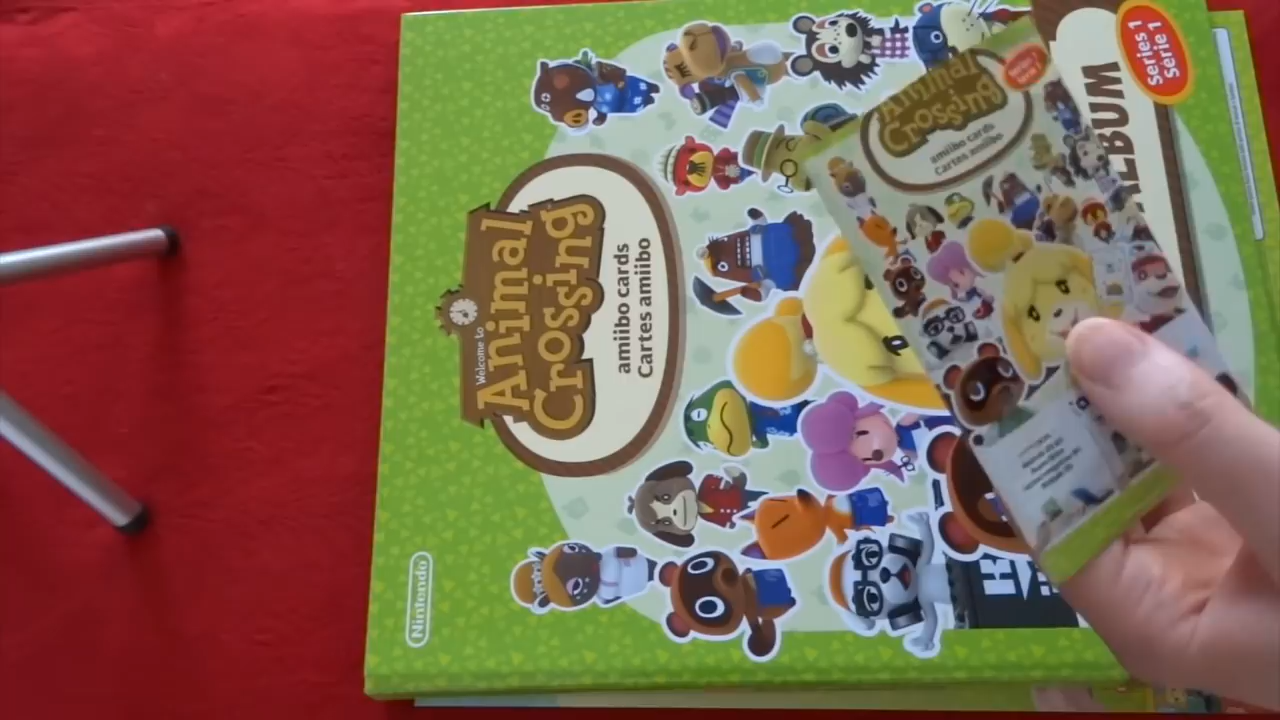 Welcome to
Animal
Crossing
amiibo cards
Cartes amiibo
Nintendo
ALBUM
series 1
série 1
Animal
Crossing
amiibo cards
Cartes amiibo